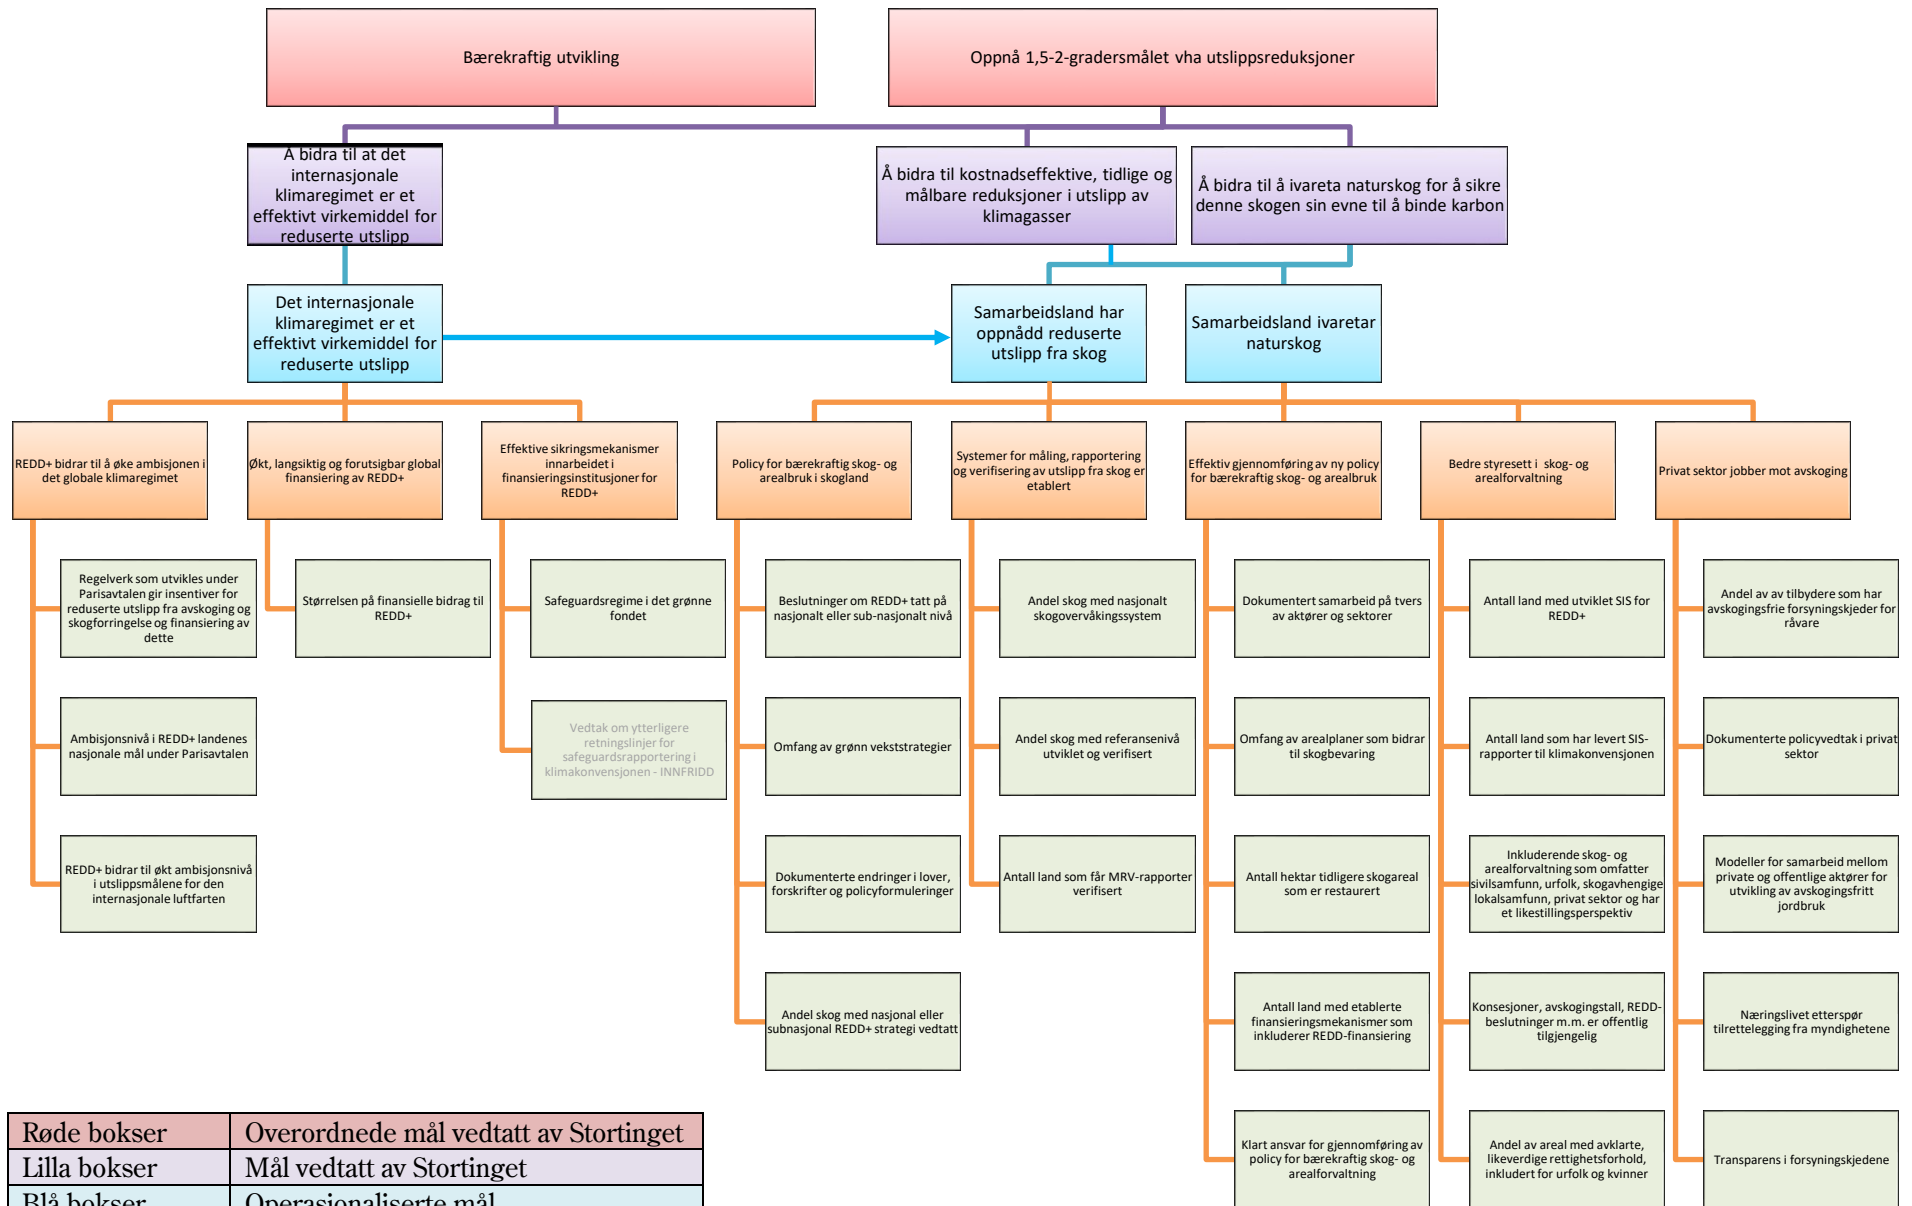 Bærekraftig utvikling
Oppnå 1,5-2-gradersmålet vha utslippsreduksjoner
Å bidra til at det
internasjonale
klimaregimet er et
effektivt virkemiddel for
reduserte utslipp
Å bidra til kostnadseffektive, tidlige og
målbare reduksjoner i utslipp av
klimagasser
Å bidra til å ivareta naturskog for å sikre
denne skogen sin evne til å binde karbon
Det internasjonale
klimaregimet er et
effektivt virkemiddel for
reduserte utslipp
Samarbeidsland har
oppnådd reduserte
utslipp fra skog
Samarbeidsland ivaretar
naturskog
REDD+ bidrar til å øke ambisjonen i
det globale klimaregimet
Økt, langsiktig og forutsigbar global
finansiering av REDD+
Effektive sikringsmekanismer
innarbeidet i
finansieringsinstitusjoner for
REDD+
Policy for bærekraftig skog- og
arealbruk i skogland
Systemer for måling, rapportering
og verifisering av utslipp fra skog er
etablert
Effektiv gjennomføring av ny policy
for bærekraftig skog- og arealbruk
Bedre styresett i skog- og
arealforvaltning
Privat sektor jobber mot avskoging
Regelverk som utvikles under
Parisavtalen gir insentiver for
reduserte utslipp fra avskoging og
skogforringelse og finansiering av
dette
Størrelsen på finansielle bidrag til
REDD+
Safeguardsregime i det grønne
fondet
Beslutninger om REDD+ tatt på
nasjonalt eller sub-nasjonalt nivå
Andel skog med nasjonalt
skogovervåkingssystem
Dokumentert samarbeid på tvers
av aktører og sektorer
Antall land med utviklet SIS for
REDD+
Andel av av tilbydere som har
avskogingsfrie forsyningskjeder for
råvare
Ambisjonsnivå i REDD+ landenes
nasjonale mål under Parisavtalen
Vedtak om ytterligere
retningslinjer for
safeguardsrapportering i
klimakonvensjonen - INNFRIDD
Omfang av grønn vekststrategier
Andel skog med referansenivå
utviklet og verifisert
Omfang av arealplaner som bidrar
til skogbevaring
Antall land som har levert SIS-
rapporter til klimakonvensjonen
Dokumenterte policyvedtak i privat
sektor
REDD+ bidrar til økt ambisjonsnivå
i utslippsmålene for den
internasjonale luftfarten
Dokumenterte endringer i lover,
forskrifter og policyformuleringer
Antall land som får MRV-rapporter
verifisert
Antall hektar tidligere skogareal
som er restaurert
Inkluderende skog- og
arealforvaltning som omfatter
sivilsamfunn, urfolk, skogavhengige
lokalsamfunn, privat sektor og har
et likestillingsperspektiv
Modeller for samarbeid mellom
private og offentlige aktører for
utvikling av avskogingsfritt
jordbruk
Andel skog med nasjonal eller
subnasjonal REDD+ strategi vedtatt
Antall land med etablerte
finansieringsmekanismer som
inkluderer REDD-finansiering
Konsesjoner, avskogingstall, REDD-
beslutninger m.m. er offentlig
tilgjengelig
Næringslivet etterspør
tilrettelegging fra myndighetene
Klart ansvar for gjennomføring av
policy for bærekraftig skog- og
arealforvaltning
Andel av areal med avklarte,
likeverdige rettighetsforhold,
inkludert for urfolk og kvinner
Transparens i forsyningskjedene
Røde bokser Overordnede mål vedtatt av Stortinget
Lilla bokser Mål vedtatt av Stortinget
Blå bokser Operasjonaliserte mål